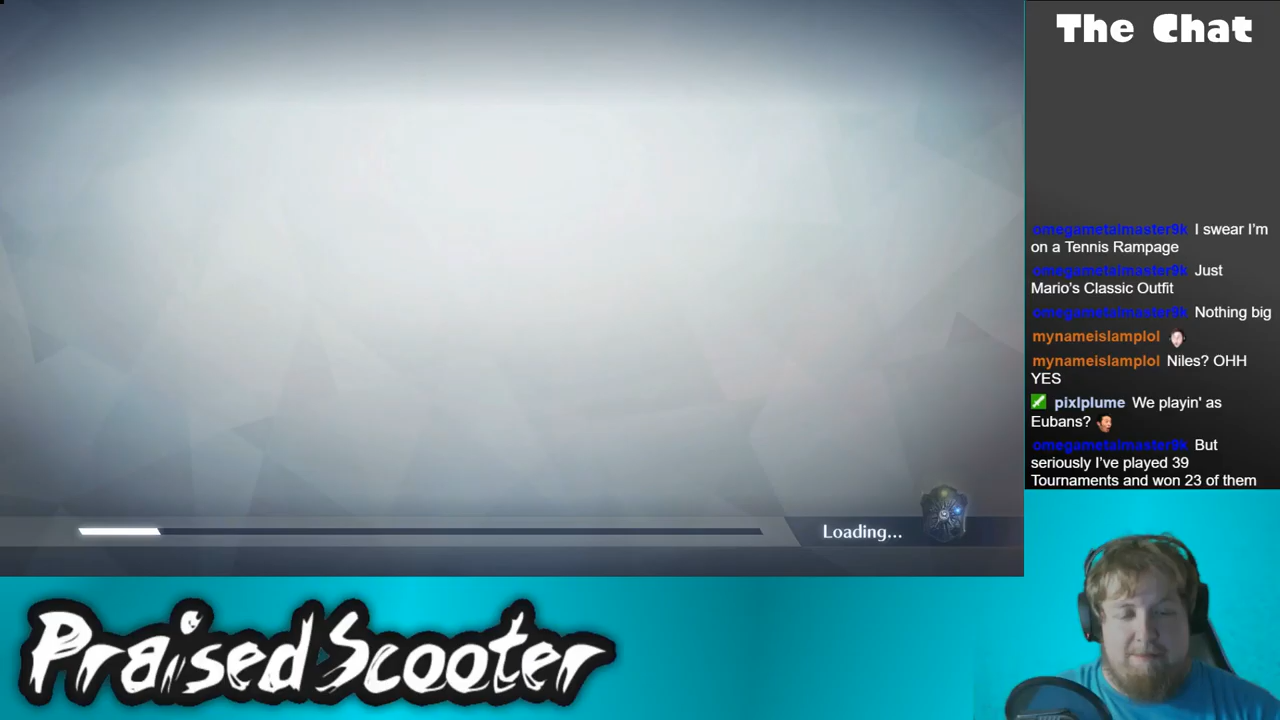 The Chat
omegametalmaster9k I swear I'm
on a Tennis Rampage
omegametalmaster9k Just
Mario's Classic Outfit
omegametalmaster9k Nothing big
mynameislamplol
mynameislamplol Niles? OHH
YES
pixlplume We playin' as
Eubans?
omegametalmaster9k But
seriously I've played 39
Tournaments and won 23 of them
Loading...
PraisedScooter